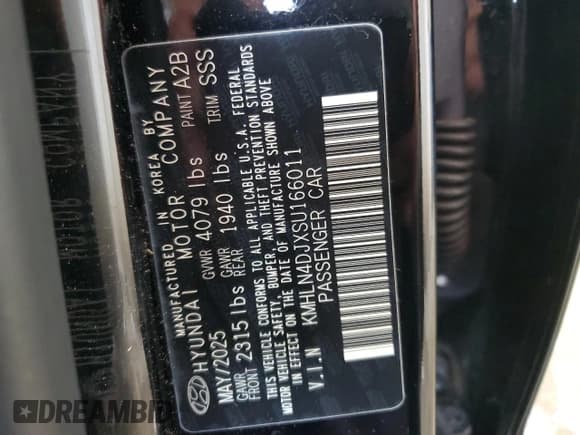 MANUFACTURED IN KOREA BY
HYUNDAI MOTOR COMPANY
MAY/2025 GVWR 4079 lbs PAINT A2B
GAWR FRONT 2315 lbs GAWR REAR 1940 lbs TRIM SSS
THIS VEHICLE CONFORMS TO ALL APPLICABLE U.S.A. FEDERAL
MOTOR VEHICLE SAFETY, BUMPER, AND THEFT PREVENTION STANDARDS
IN EFFECT ON THE DATE OF MANUFACTURE SHOWN ABOVE
V.I.N KMHLN4DJXSU166011
PASSENGER CAR
DREAMBID